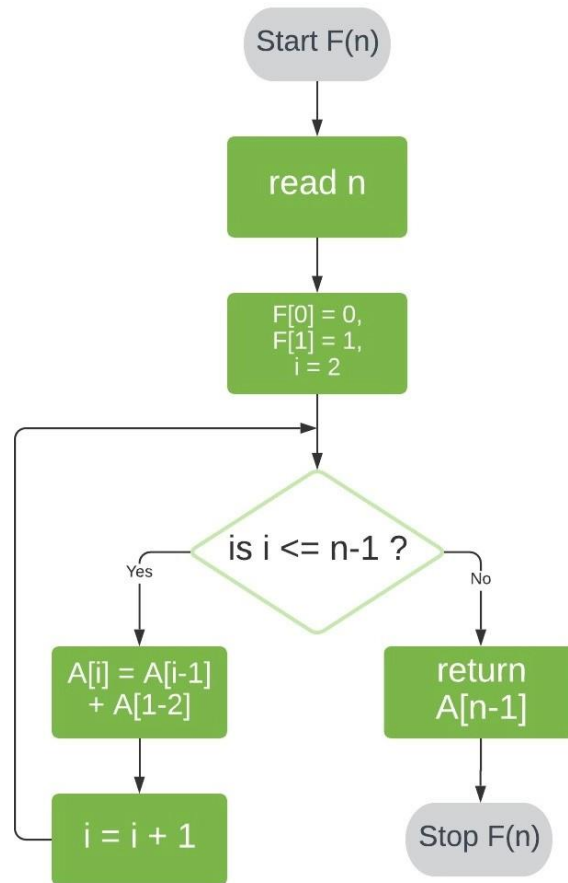 Start F(n)
read n
F[0] = 0,
F[1] = 1,
i = 2
is i <= n-1 ?
Yes
No
A[i] = A[i-1]
+ A[1-2]
return
A[n-1]
i = i + 1
Stop F(n)